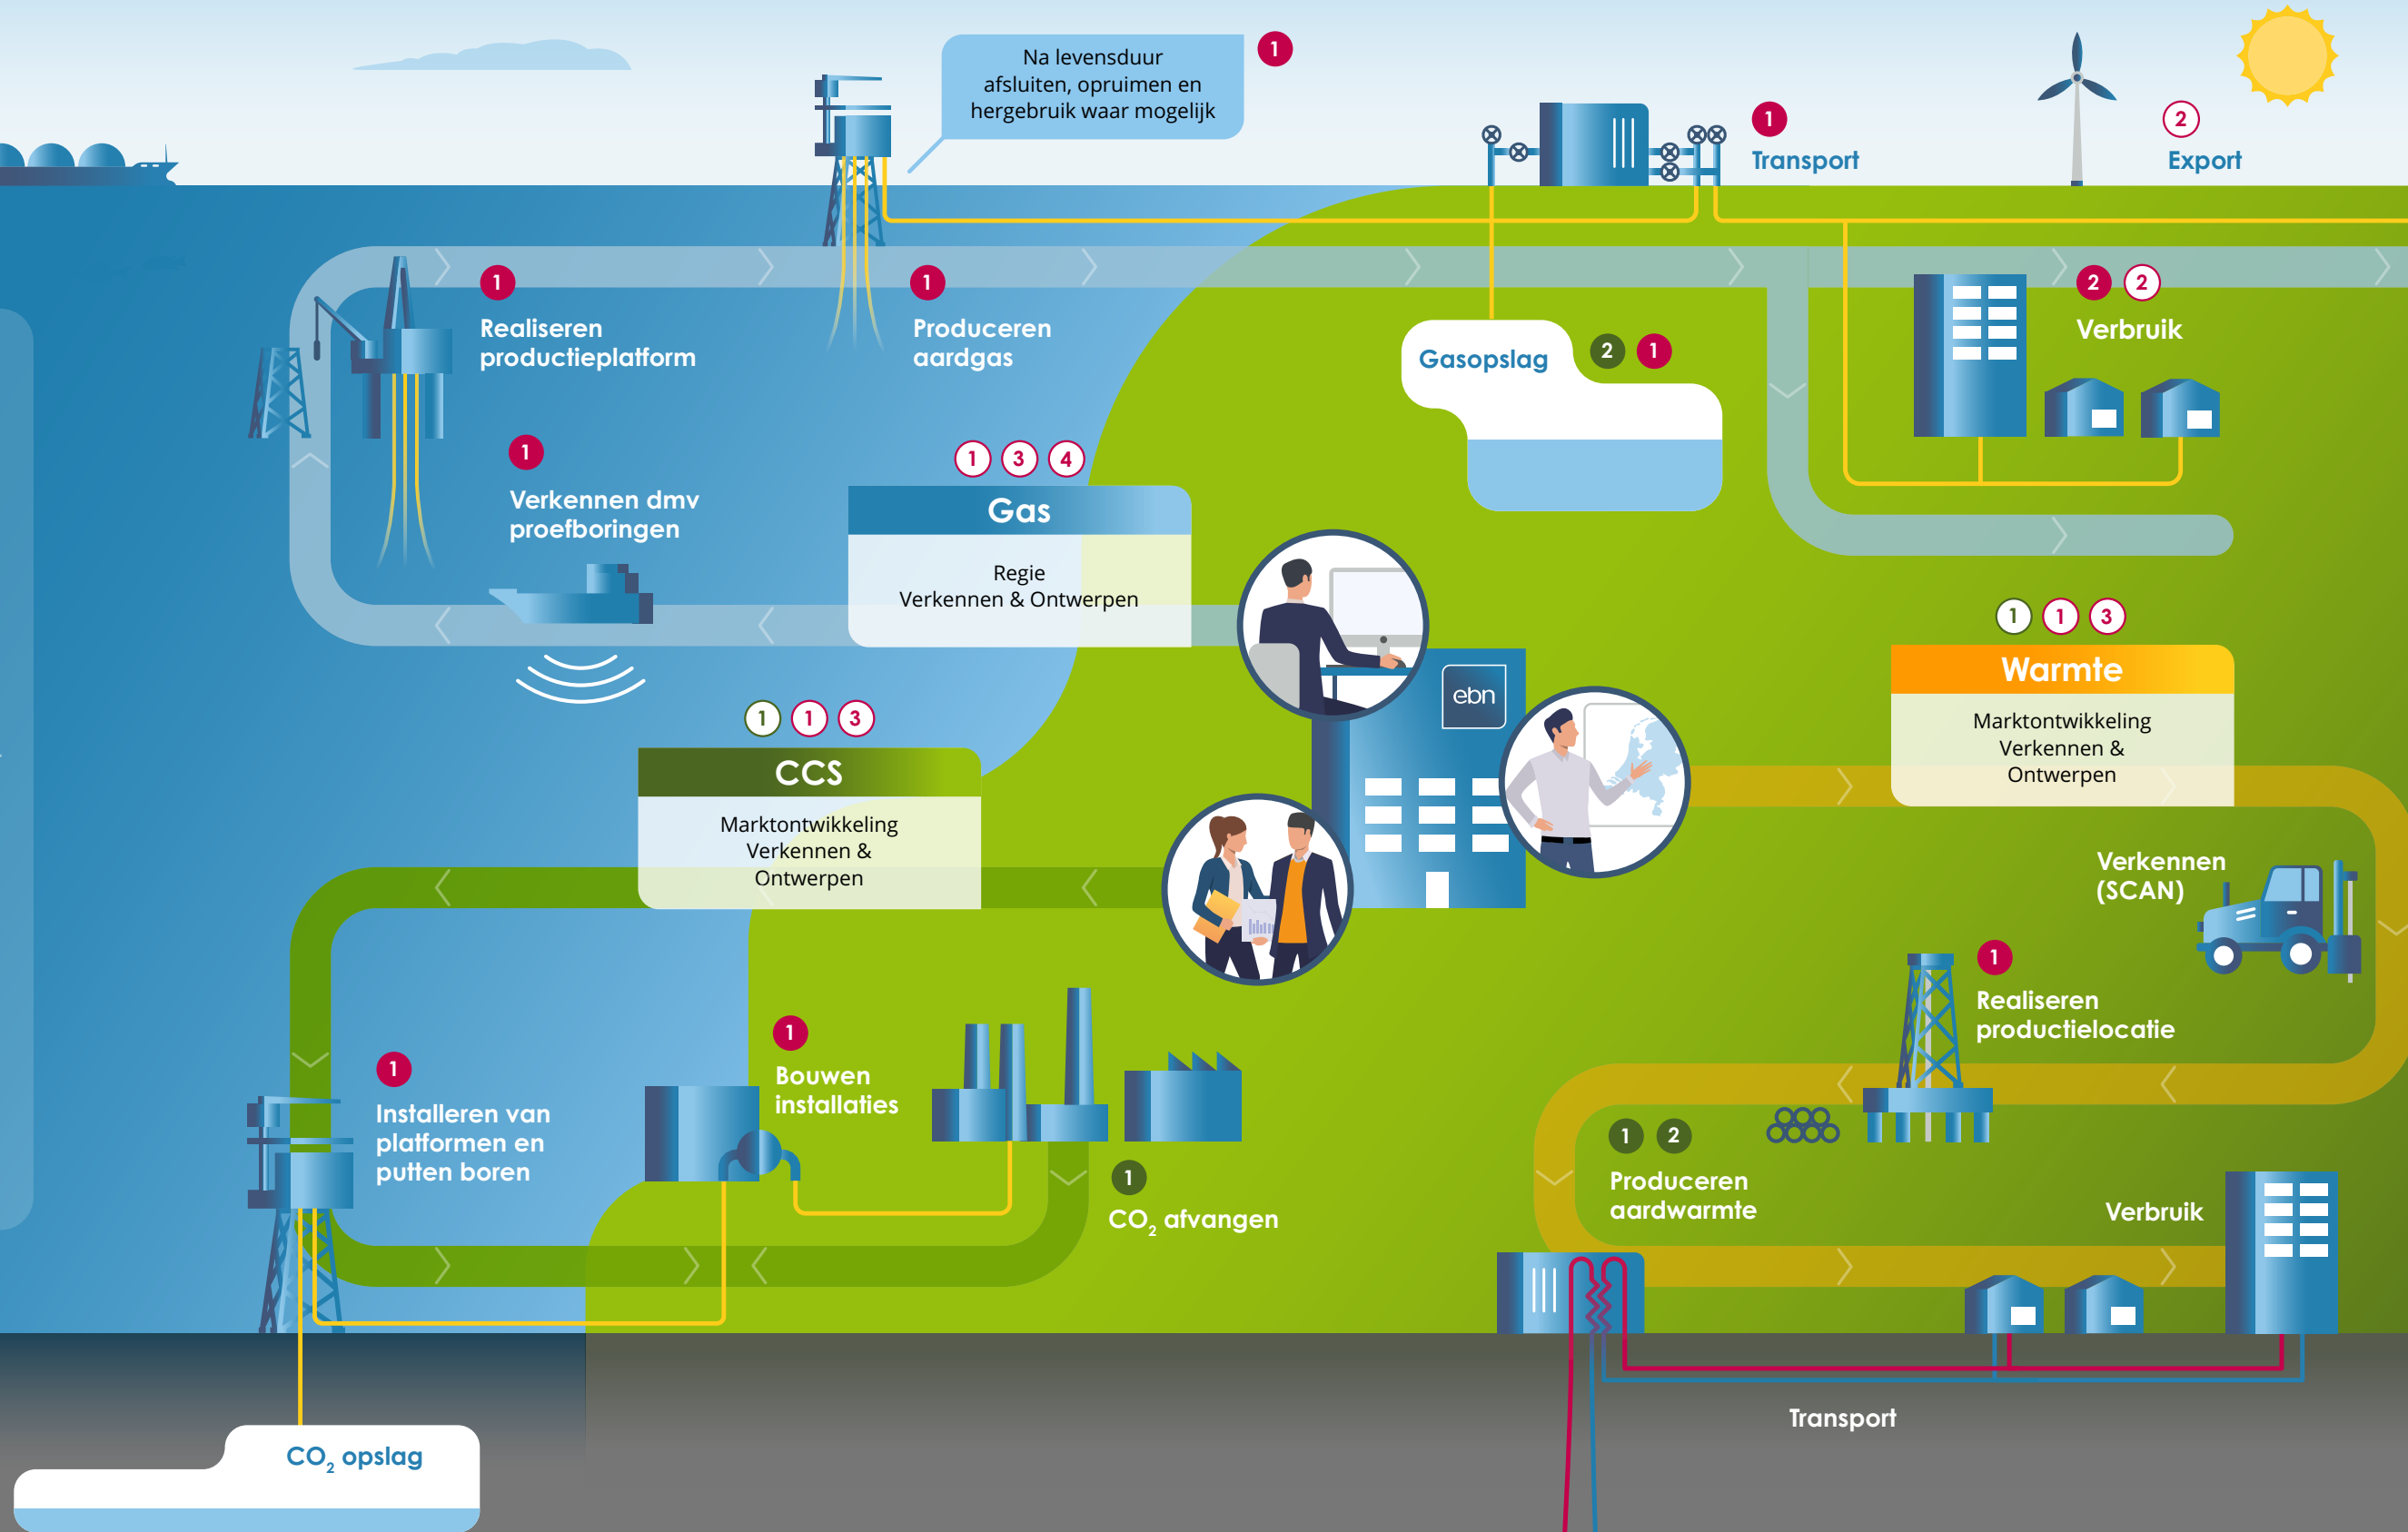 Na levensduur
afsluiten, opruimen en
hergebruik waar mogelijk
1
1
Transport
2
Export
1
Realiseren
productieplatform
1
Produceren
aardgas
Gasopslag
2 1
2 2
Verbruik
1
Verkennen dmv
proefboringen
1 3 4
Gas
Regie
Verkennen & Ontwerpen
ebn
1 1 3
Warmte
Marktontwikkeling
Verkennen &
Ontwerpen
1 1 3
CCS
Marktontwikkeling
Verkennen &
Ontwerpen
Verkennen
(SCAN)
1
Realiseren
productielocatie
1
Installeren van
platformen en
putten boren
1
Bouwen
installaties
1
CO₂ afvangen
1 2
Produceren
aardwarmte
Verbruik
Transport
CO₂ opslag